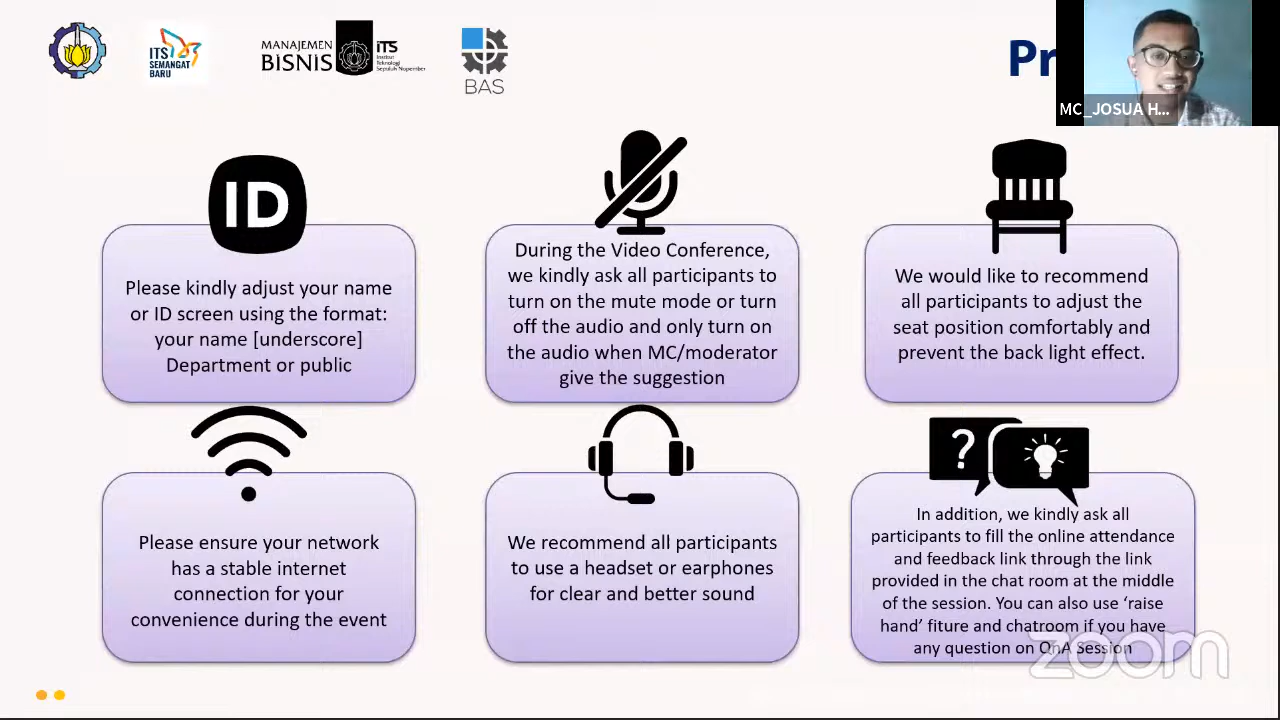 ITS
SEMANGAT
BARU
MANAJEMEN
BISNIS
iTS
Institut
Teknologi
Sepuluh Nopember
BAS
Pr
MC_JOSUA H...
ID
Please kindly adjust your name
or ID screen using the format:
your name [underscore]
Department or public
During the Video Conference,
we kindly ask all participants to
turn on the mute mode or turn
off the audio and only turn on
the audio when MC/moderator
give the suggestion
We would like to recommend
all participants to adjust the
seat position comfortably and
prevent the back light effect.
Please ensure your network
has a stable internet
connection for your
convenience during the event
We recommend all participants
to use a headset or earphones
for clear and better sound
?
In addition, we kindly ask all
participants to fill the online attendance
and feedback link through the link
provided in the chat room at the middle
of the session. You can also use ‘raise
hand’ fiture and chatroom if you have
any question on QnA Session
zoom